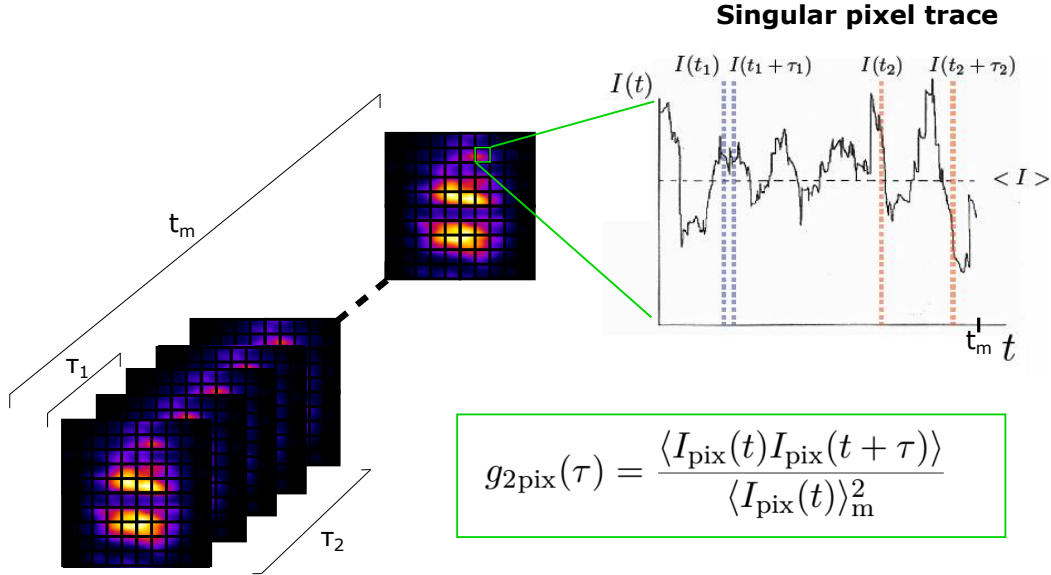 Singular pixel trace
I(t₁) I(t₁ + τ₁) I(t₂) I(t₂ + τ₂)
I(t)
< I >
tₘ
tₘ
t
τ₁
τ₂
g₂pix(τ) = ⟨Ipix(t)Ipix(t + τ)⟩ / ⟨Ipix(t)⟩²ₘ